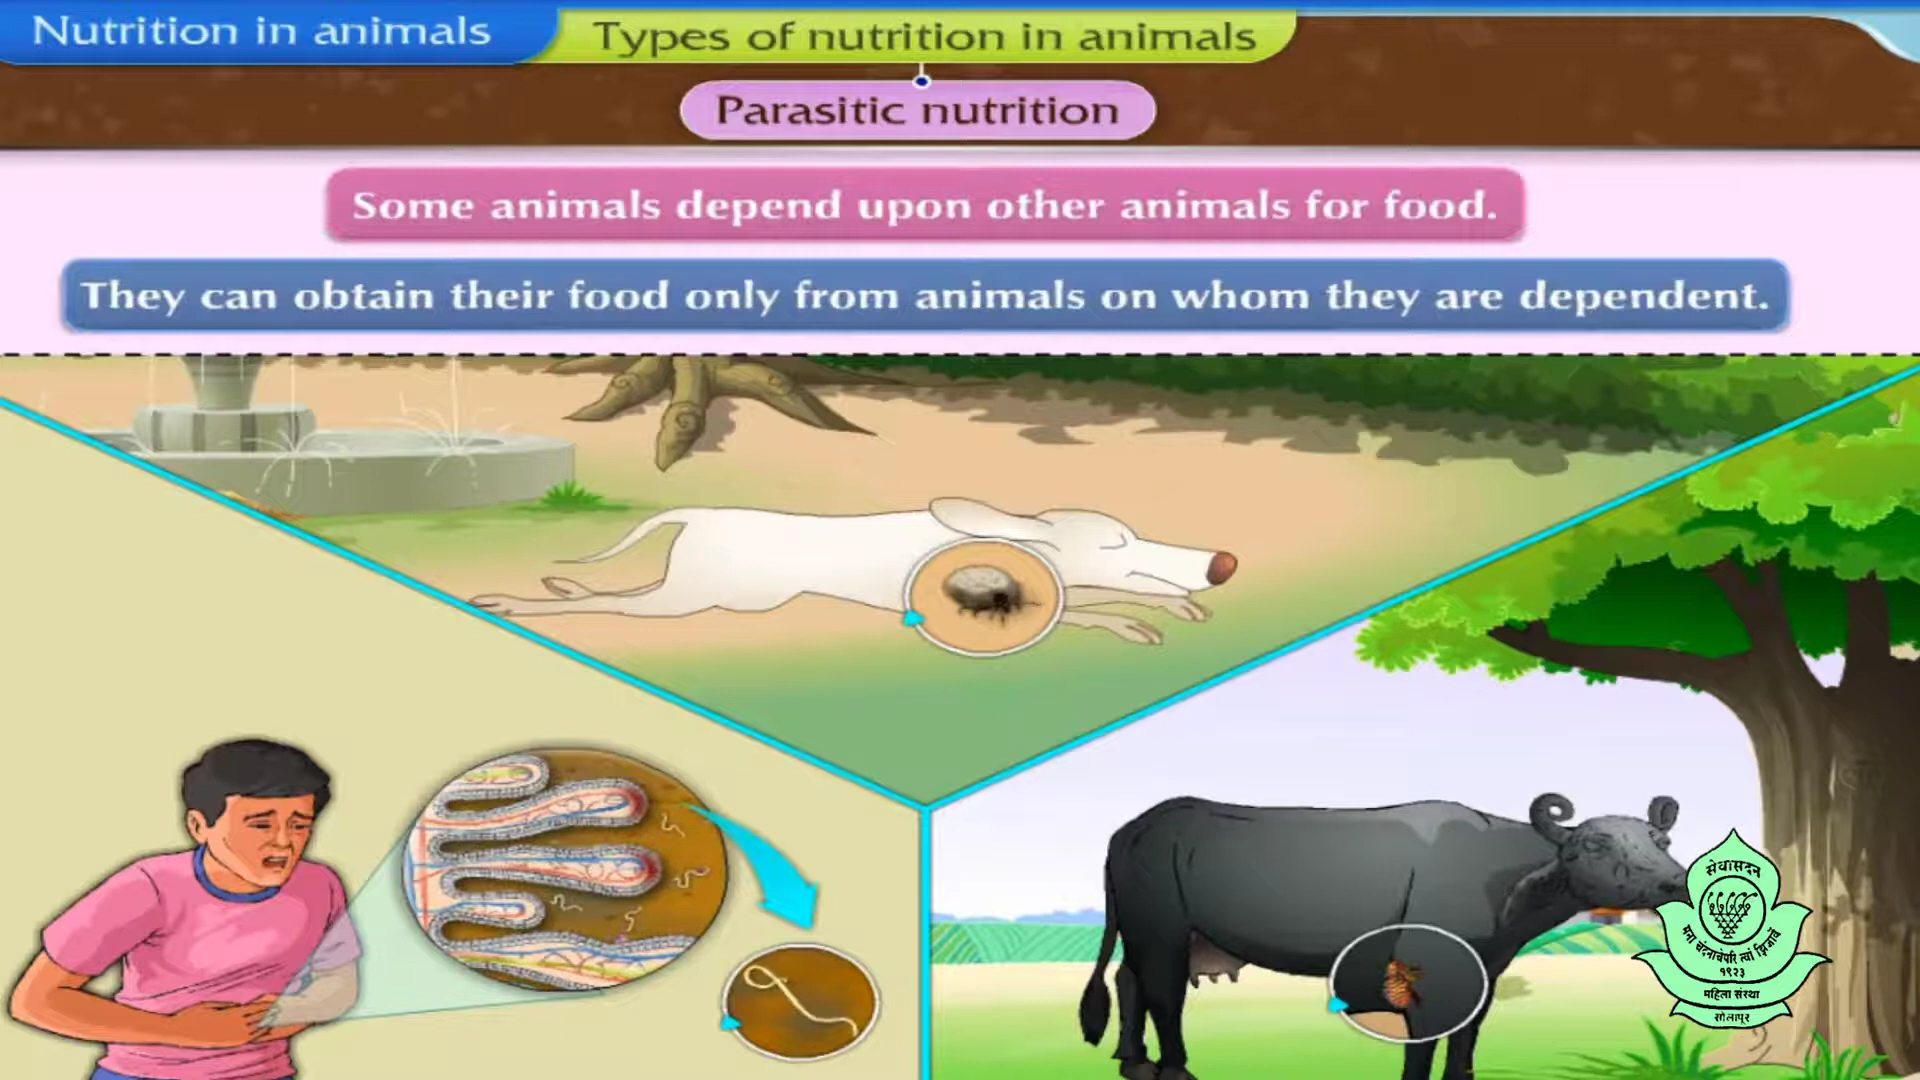 Nutrition in animals
Types of nutrition in animals
Parasitic nutrition
Some animals depend upon other animals for food.
They can obtain their food only from animals on whom they are dependent.
सेवासदन
१९२३
महिला संस्था
सोलापूर